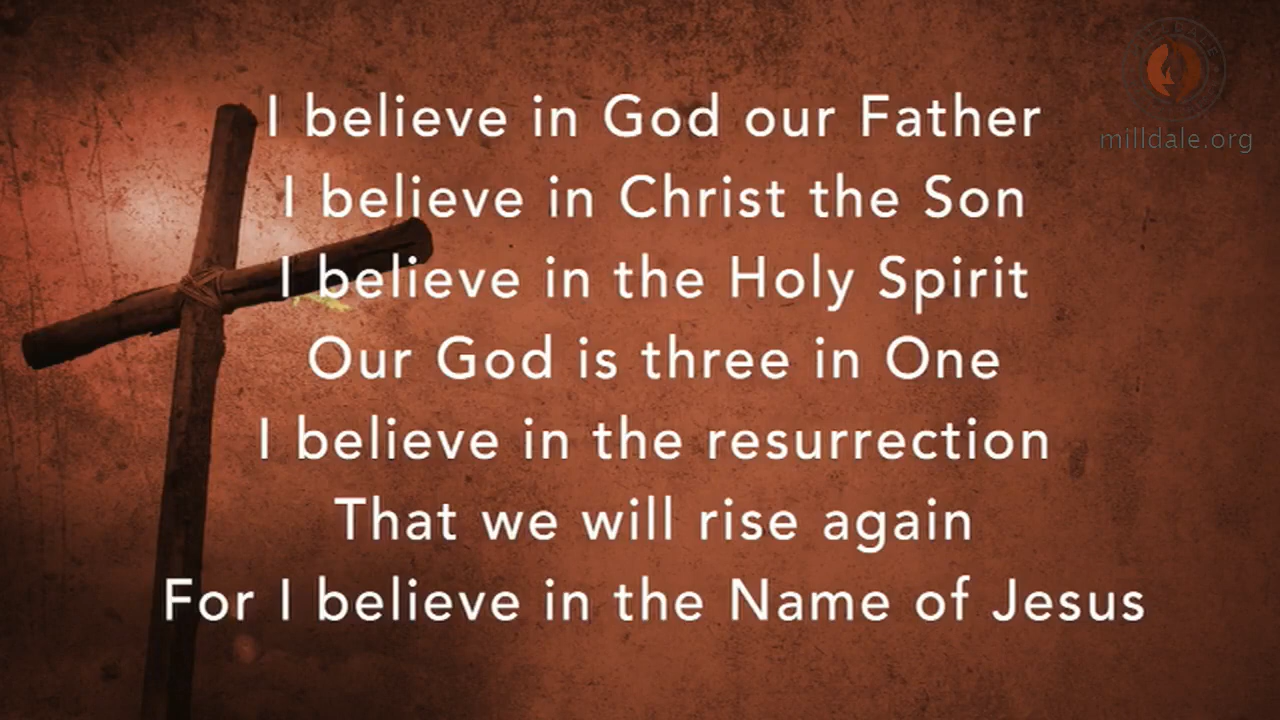 I believe in God our Father
I believe in Christ the Son
I believe in the Holy Spirit
Our God is three in One
I believe in the resurrection
That we will rise again
For I believe in the Name of Jesus
milldale.org